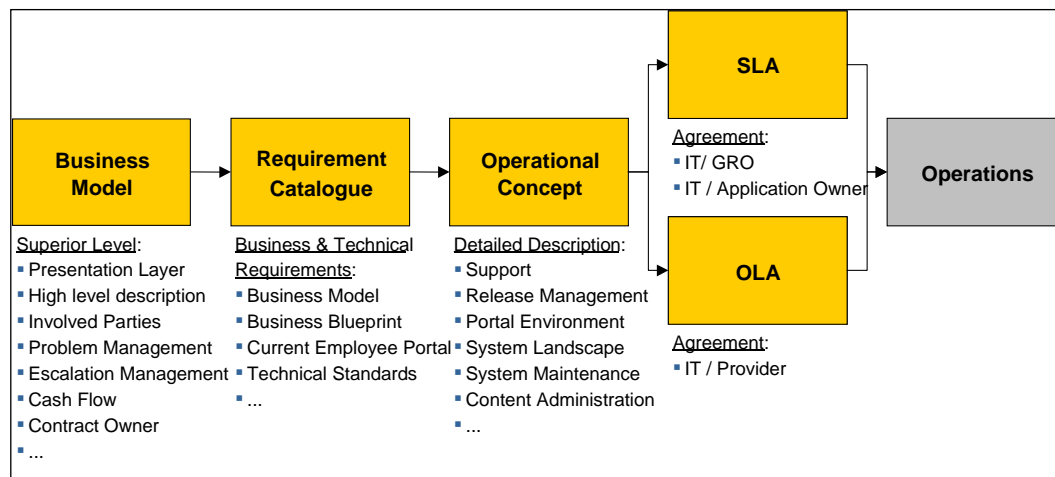 Business
Model
Superior Level:
▪ Presentation Layer
▪ High level description
▪ Involved Parties
▪ Problem Management
▪ Escalation Management
▪ Cash Flow
▪ Contract Owner
▪ ...
Requirement
Catalogue
Business & Technical
Requirements:
▪ Business Model
▪ Business Blueprint
▪ Current Employee Portal
▪ Technical Standards
▪ ...
Operational
Concept
Detailed Description:
▪ Support
▪ Release Management
▪ Portal Environment
▪ System Landscape
▪ System Maintenance
▪ Content Administration
▪ ...
SLA
Agreement:
▪ IT/ GRO
▪ IT / Application Owner
OLA
Agreement:
▪ IT / Provider
Operations